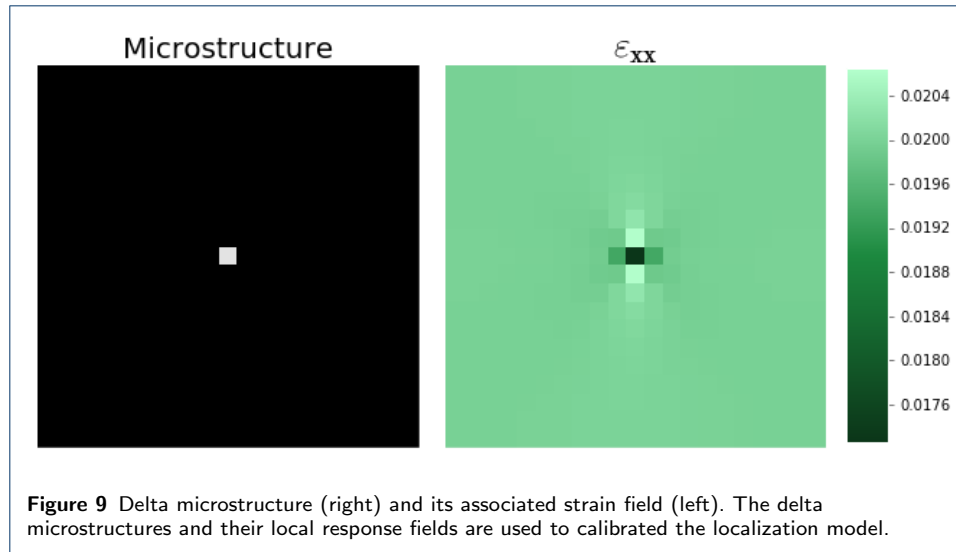 Microstructure
εxx
0.0204
0.0200
0.0196
0.0192
0.0188
0.0184
0.0180
0.0176
Figure 9 Delta microstructure (right) and its associated strain field (left). The delta
microstructures and their local response fields are used to calibrated the localization model.